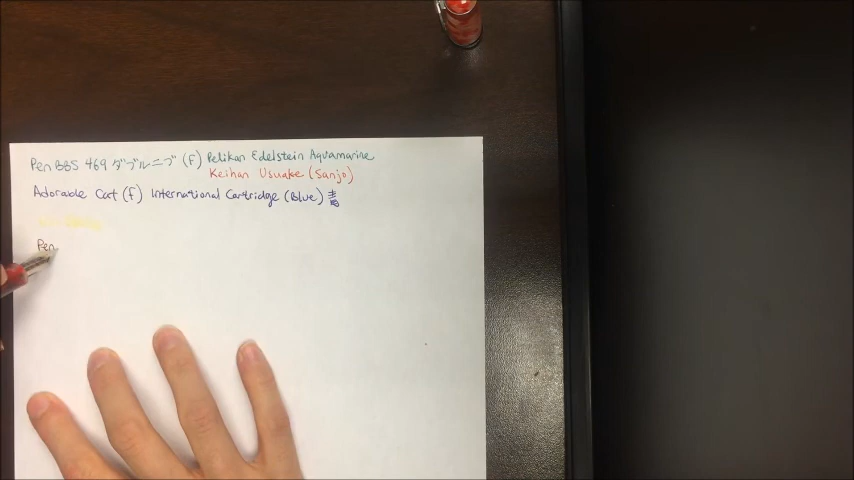 Pen BBS 469 ダブルニブ (F) Pelikan Edelstein Aquamarine
Keihan Usuake (Sanjo)
Adorable Cat (f) International Cartridge (Blue) 青
Pen